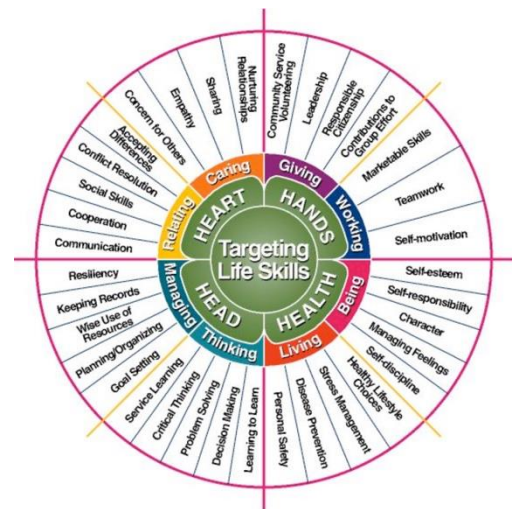 Targeting
Life Skills
HEART
HANDS
HEALTH
HEAD
Relating
Caring
Giving
Working
Being
Living
Thinking
Managing
Communication
Cooperation
Social Skills
Conflict Resolution
Accepting
Differences
Concern for Others
Empathy
Sharing
Nurturing
Relationships
Community Service
Volunteering
Leadership
Responsible
Citizenship
Contributions to
Group Effort
Marketable Skills
Teamwork
Self-motivation
Self-esteem
Self-responsibility
Character
Managing Feelings
Self-discipline
Healthy Lifestyle
Choices
Stress Management
Disease Prevention
Personal Safety
Learning to Learn
Decision Making
Problem Solving
Critical Thinking
Service Learning
Goal Setting
Planning/Organizing
Wise Use of
Resources
Keeping Records
Resiliency